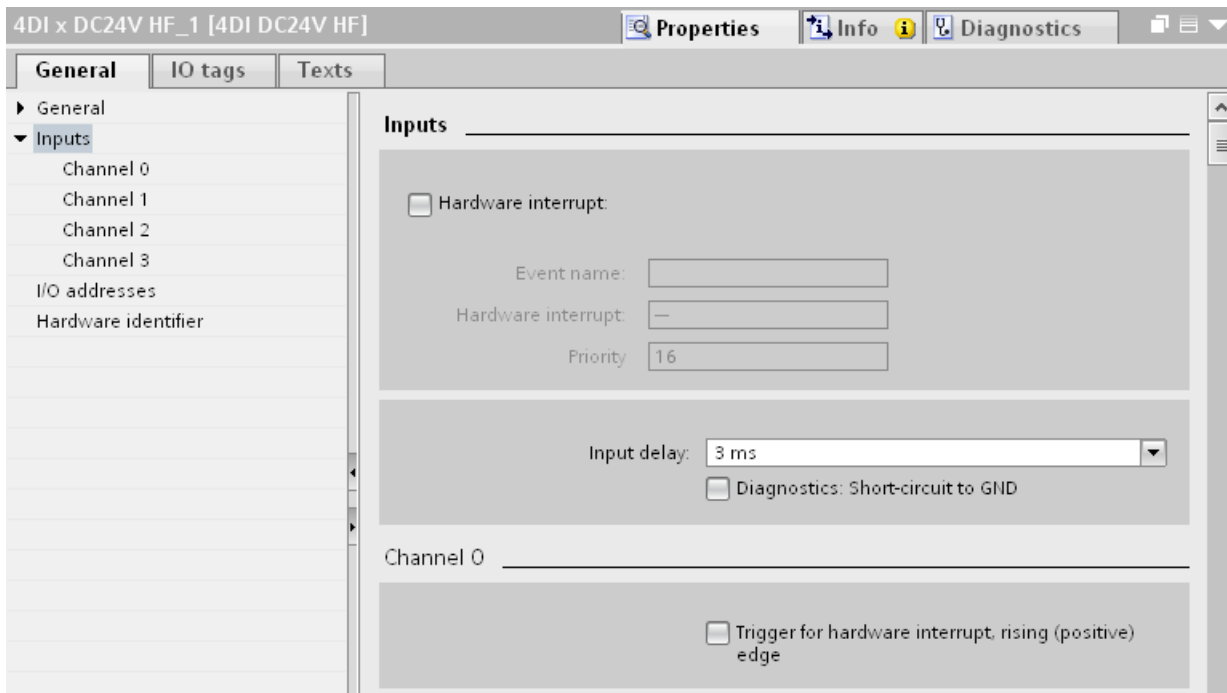 4DI x DC24V HF_1 [4DI DC24V HF]
Properties
Info
Diagnostics
General
IO tags
Texts
General
Inputs
Channel 0
Channel 1
Channel 2
Channel 3
I/O addresses
Hardware identifier
Inputs
Hardware interrupt:
Event name:
Hardware interrupt: —
Priority 16
Input delay: 3 ms
Diagnostics: Short-circuit to GND
Channel 0
Trigger for hardware interrupt, rising (positive)
edge